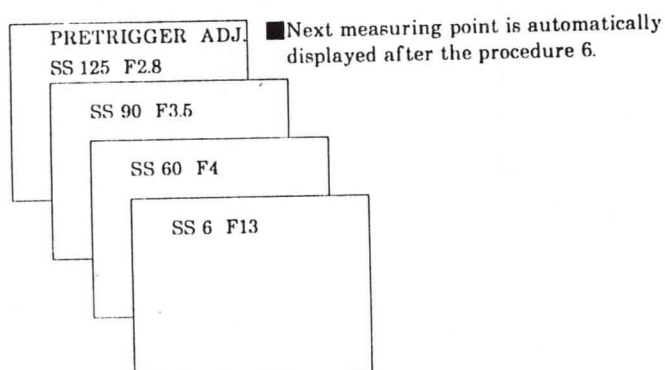 PRETRIGGER ADJ.
SS 125 F2.8
SS 90 F3.5
SS 60 F4
SS 6 F13
■Next measuring point is automatically
displayed after the procedure 6.